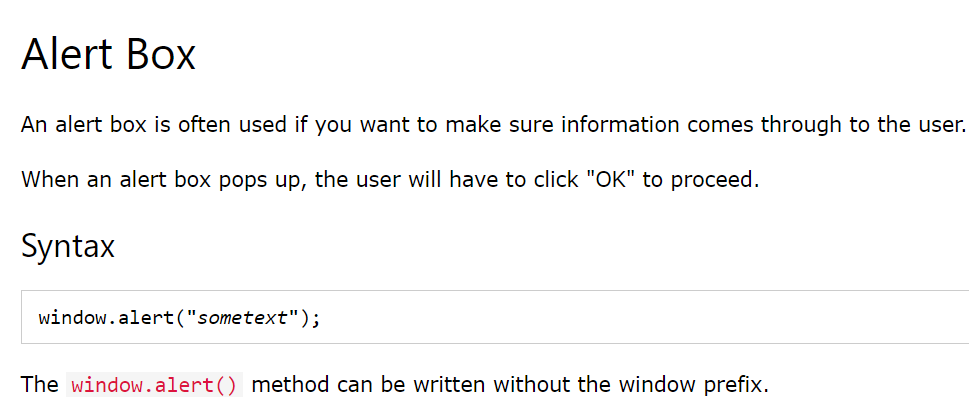 Alert Box
An alert box is often used if you want to make sure information comes through to the user.
When an alert box pops up, the user will have to click "OK" to proceed.
Syntax
window.alert("sometext");
The window.alert() method can be written without the window prefix.